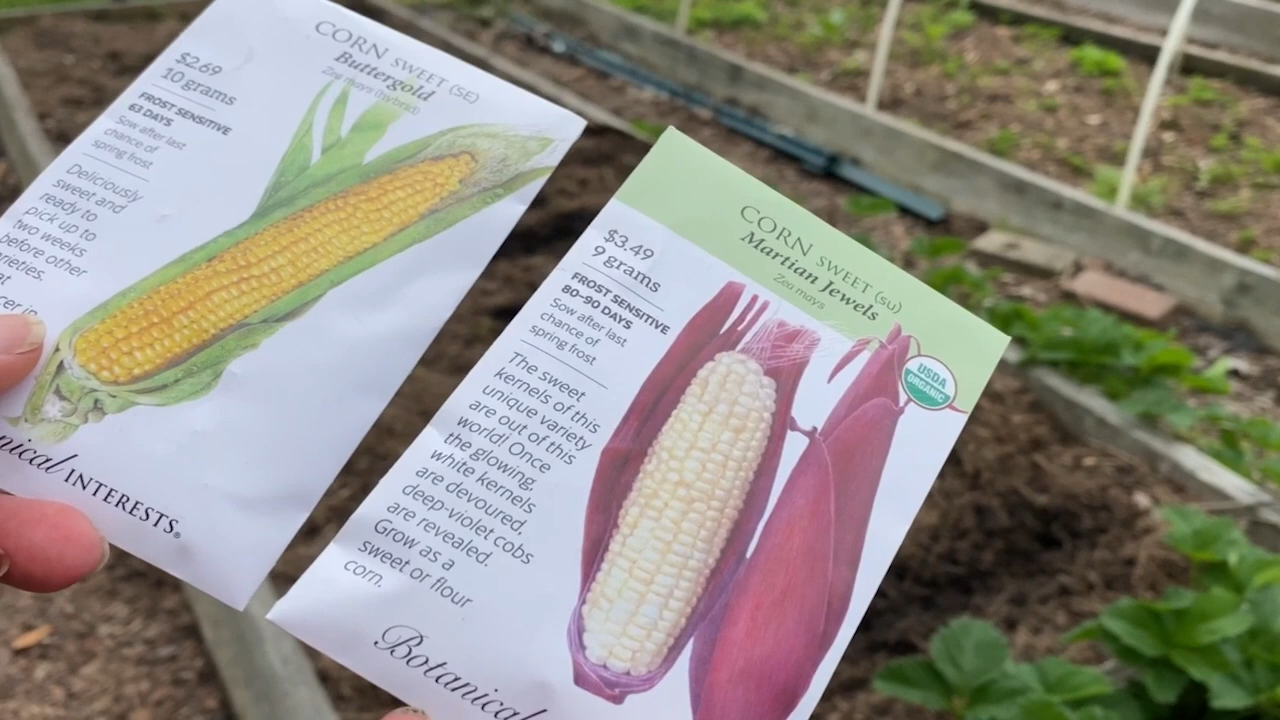 CORN SWEET (SE)
Buttergold
Zea mays (hybrid)
$2.69
10 grams
FROST SENSITIVE
63 DAYS
Sow after last
chance of
spring frost
Deliciously
sweet and
ready to
pick up to
two weeks
before other
INTERESTS®
CORN SWEET (su)
Martian Jewels
Zea mays
$3.49
9 grams
FROST SENSITIVE
80-90 DAYS
Sow after last
chance of
spring frost
The sweet
kernels of this
unique variety
are out of this
world! Once
the glowing,
white kernels
are devoured,
deep-violet cobs
are revealed.
Grow as a
sweet or flour
corn.
USDA
ORGANIC
Botanical